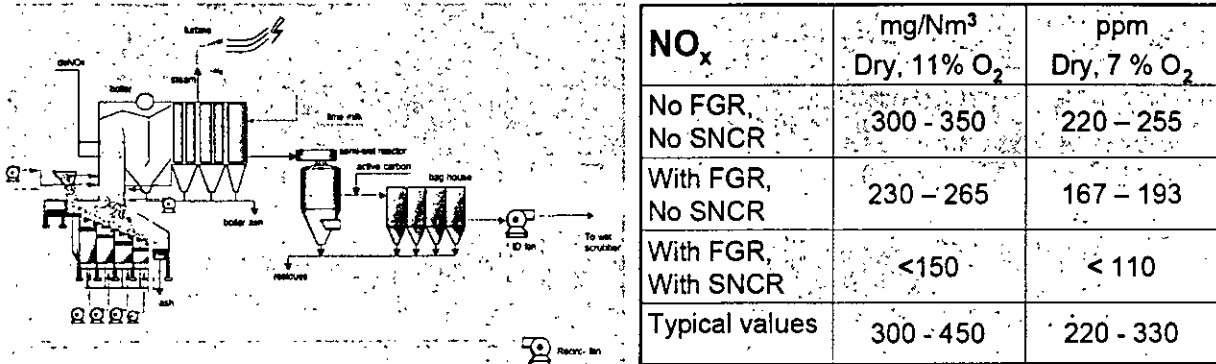 turbine
deNOx
steam
boiler
lime milk
semi-wet reactor
active carbon
bag house
boiler ash
ID fan
To wet
scrubber
residues
ash
Recirc- fan
NOx
mg/Nm³
Dry, 11% O₂
ppm
Dry, 7 % O₂
No FGR,
No SNCR
300 - 350
220 – 255
With FGR,
No SNCR
230 – 265
167 – 193
With FGR,
With SNCR
<150
< 110
Typical values
300 - 450
220 - 330